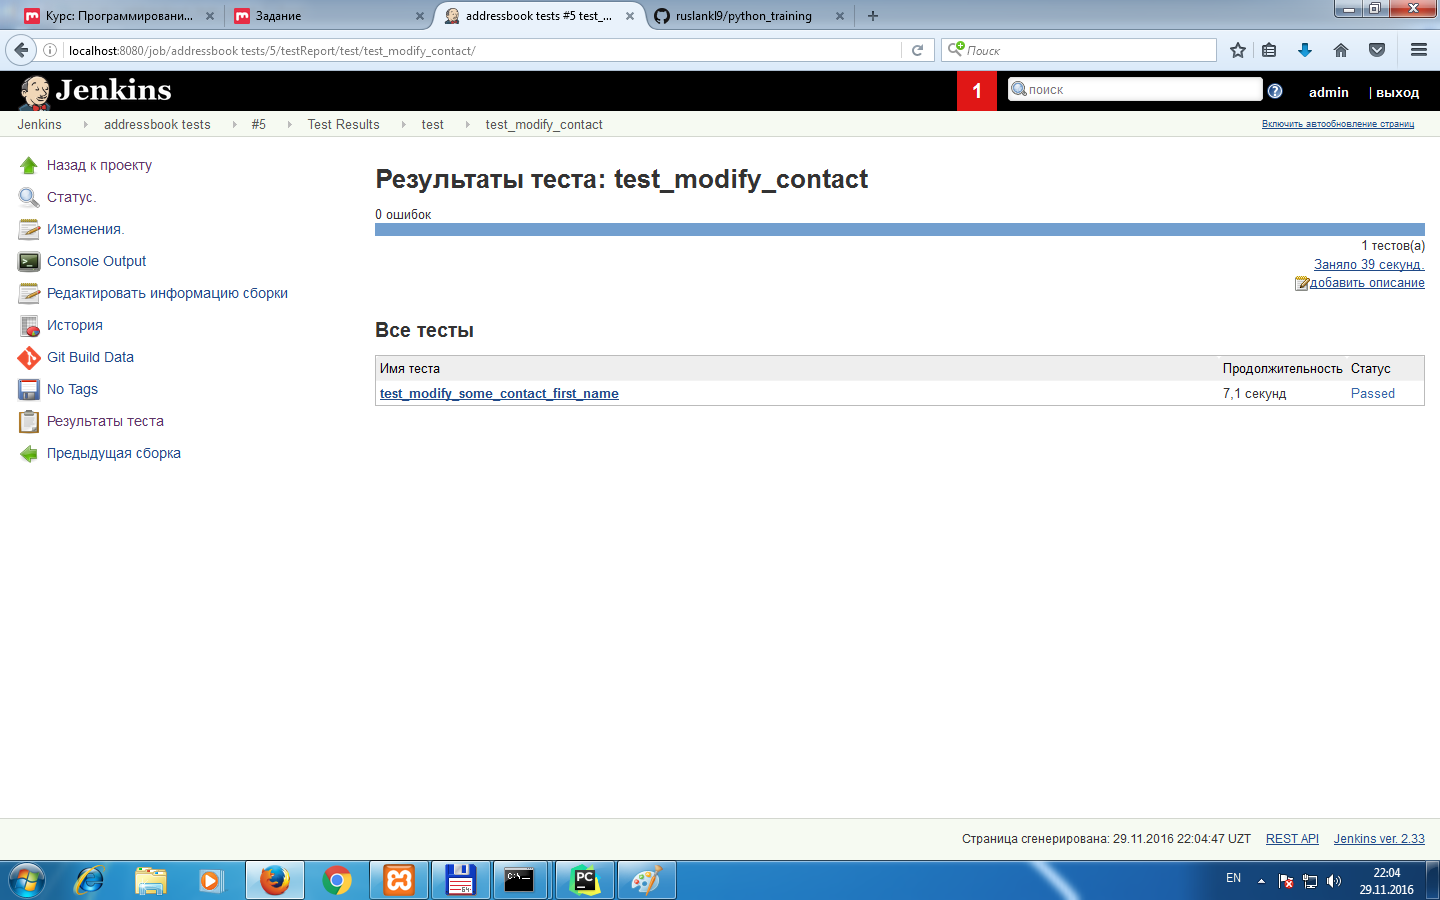 Курс: Программировани...
Задание
addressbook tests #5 test_...
ruslankl9/python_training
localhost:8080/job/addressbook tests/5/testReport/test/test_modify_contact/
Поиск
Jenkins
1
поиск
admin
| выход
Jenkins addressbook tests #5 Test Results test test_modify_contact
Включить автообновление страниц
Назад к проекту
Статус.
Изменения.
Console Output
Редактировать информацию сборки
История
Git Build Data
No Tags
Результаты теста
Предыдущая сборка
Результаты теста: test_modify_contact
0 ошибок
1 тестов(а)
Заняло 39 секунд.
добавить описание
Все тесты
Имя теста Продолжительность Статус
test_modify_some_contact_first_name 7,1 секунд Passed
Страница сгенерирована: 29.11.2016 22:04:47 UZT REST API Jenkins ver. 2.33
EN
22:04
29.11.2016